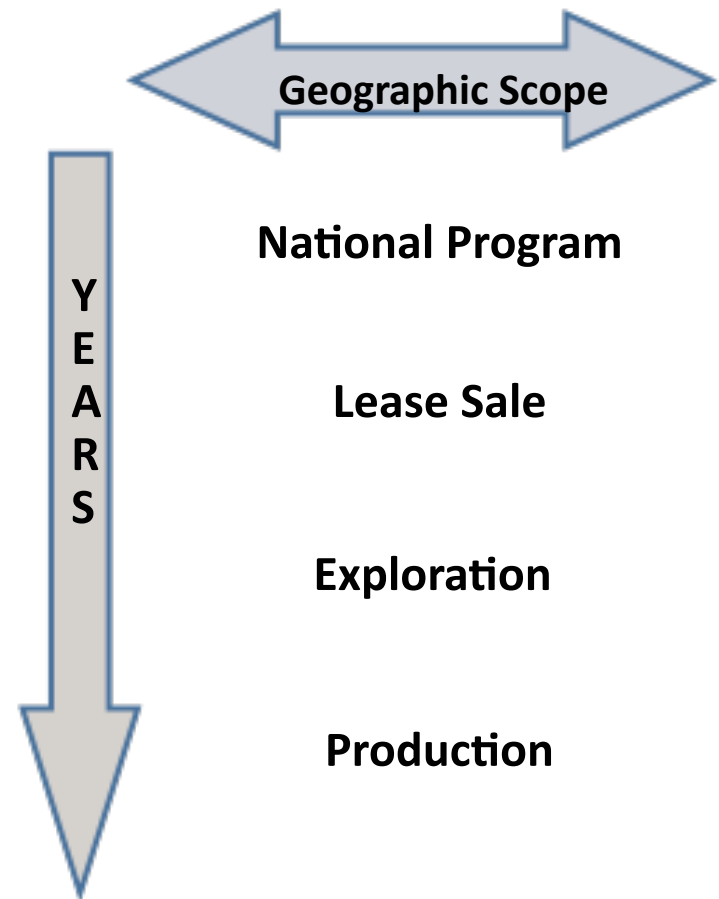 Geographic Scope
National Program
YEARS
Lease Sale
Exploration
Production